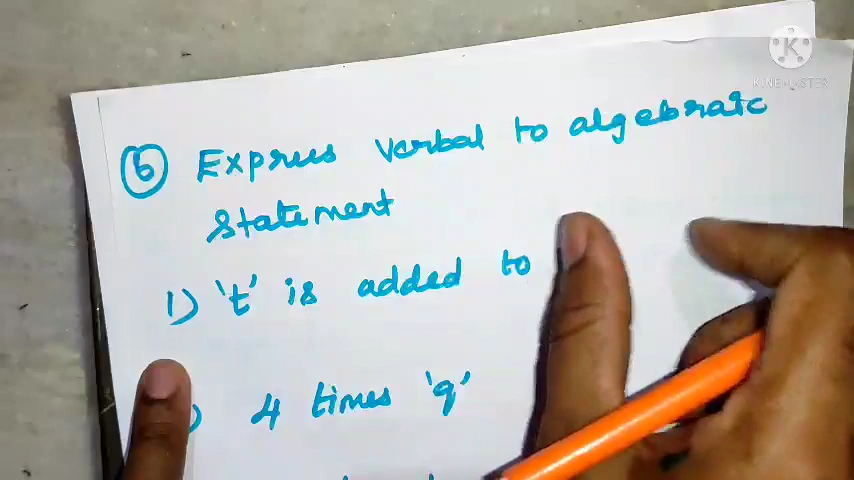 K
KINEMASTER
6 Express Verbal to algebraic
Statement
1) 't' is added to
) 4 times 'q'